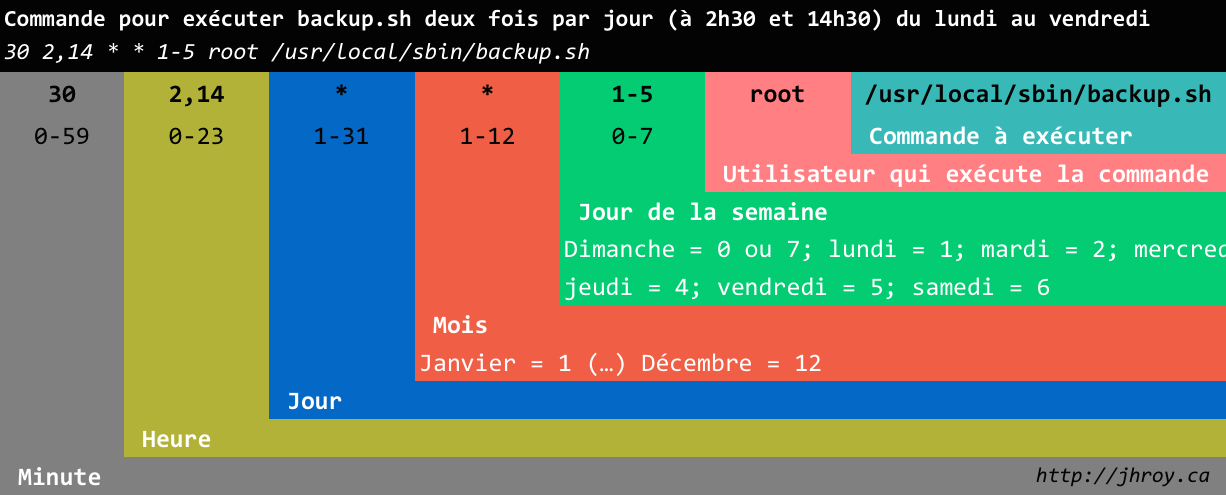 Commande pour exécuter backup.sh deux fois par jour (à 2h30 et 14h30) du lundi au vendredi
30 2,14 * * 1-5 root /usr/local/sbin/backup.sh
30 2,14 * * 1-5 root /usr/local/sbin/backup.sh
0-59 0-23 1-31 1-12 0-7 Commande à exécuter
Utilisateur qui exécute la commande
Jour de la semaine
Dimanche = 0 ou 7; lundi = 1; mardi = 2;
jeudi = 4; vendredi = 5; samedi = 6
Mois
Janvier = 1 (…) Décembre = 12
Jour
Heure
Minute
http://jhroy.ca